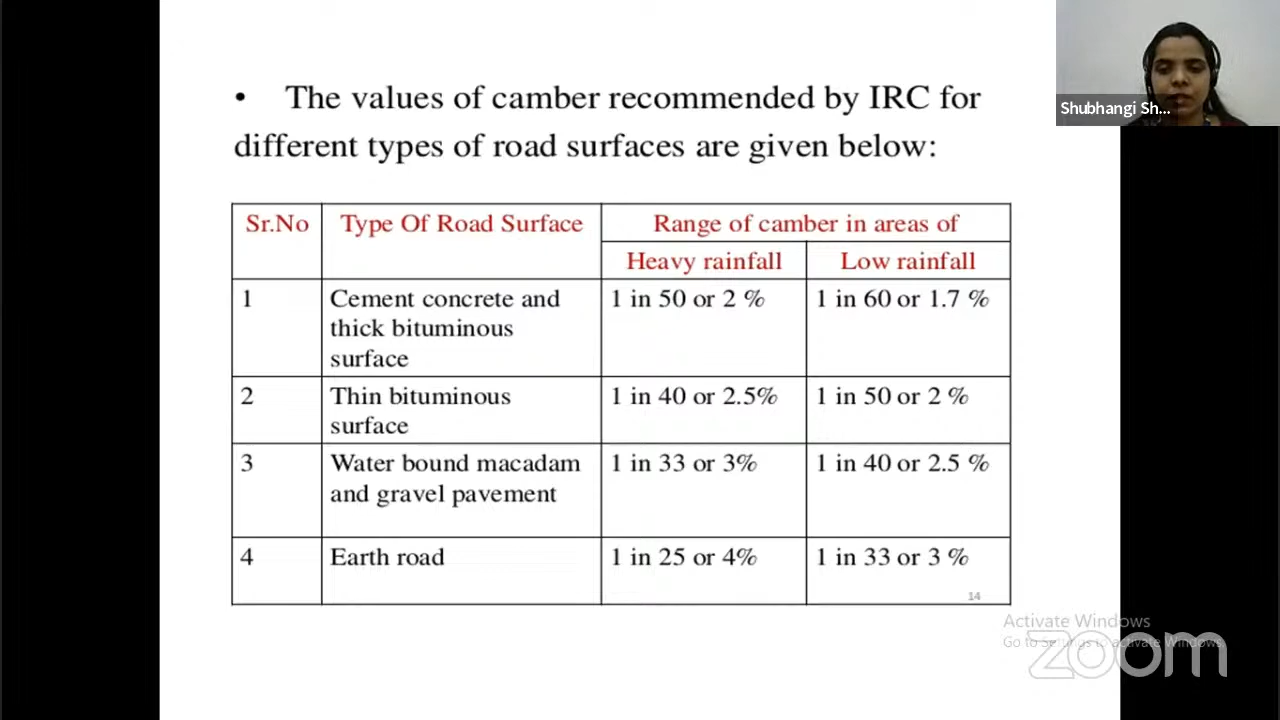 Shubhangi Sh...
• The values of camber recommended by IRC for
different types of road surfaces are given below:
Sr.No Type Of Road Surface Range of camber in areas of
Heavy rainfall Low rainfall
1 Cement concrete and 1 in 50 or 2 % 1 in 60 or 1.7 %
thick bituminous
surface
2 Thin bituminous 1 in 40 or 2.5% 1 in 50 or 2 %
surface
3 Water bound macadam 1 in 33 or 3% 1 in 40 or 2.5 %
and gravel pavement
4 Earth road 1 in 25 or 4% 1 in 33 or 3 %
14
Activate Windows
Go to Settings to activate Windows.
zoom